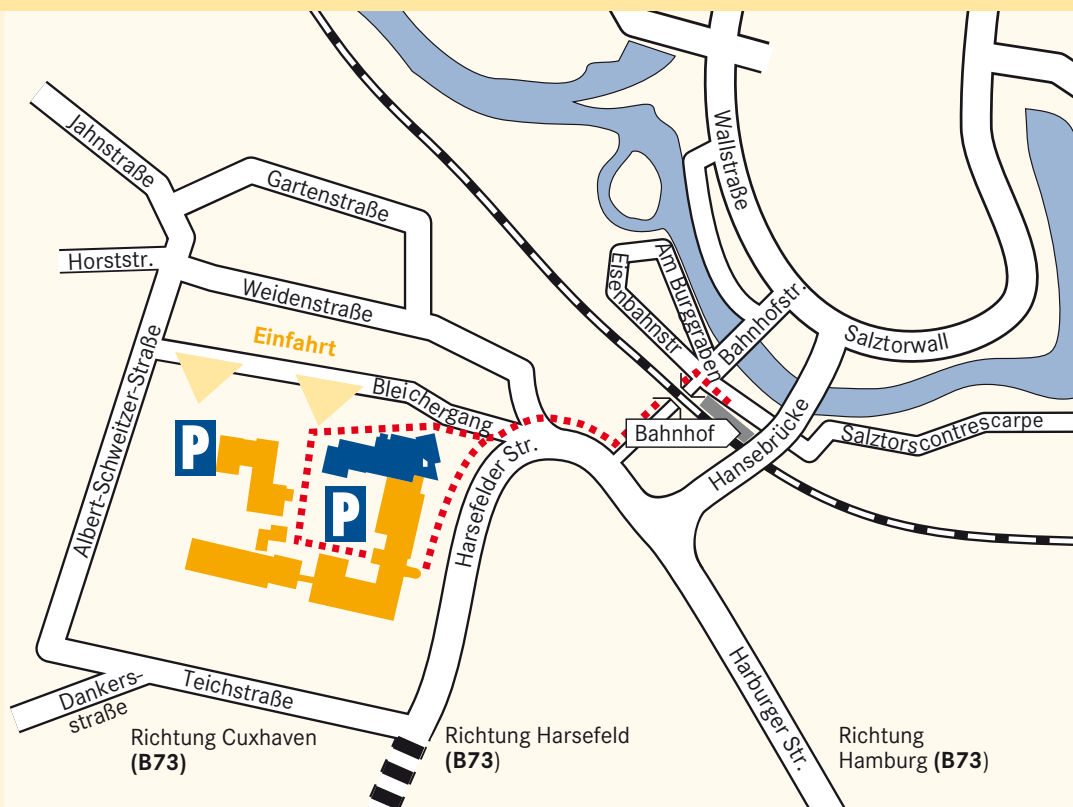 Jahnstraße
Gartenstraße
Wallstraße
Horststr.
Weidenstraße
Eisenbahnstr
Am Burggraben
Bahnhofstr.
Einfahrt
Salztorwall
Bleichergang
Albert-Schweitzer-Straße
P
Bahnhof
Hansebrücke
Salztorscontrescarpe
P
Harsefelder Str.
Dankers-
straße
Teichstraße
Harburger Str.
Richtung Cuxhaven
(B73)
Richtung Harsefeld
(B73)
Richtung
Hamburg (B73)